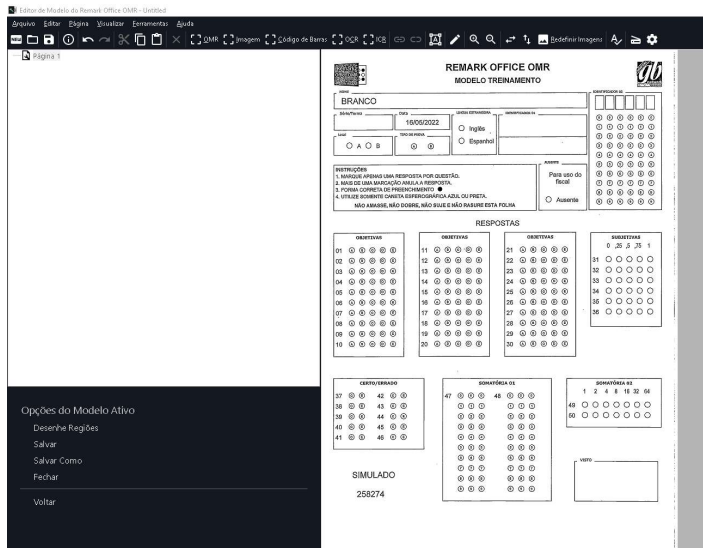 Editor de Modelo do Remark Office OMR - Untitled
Arquivo Editar Página Visualizar Ferramentas Ajuda
OMR Imagem Código de Barras OCR ICR Redefinir Imagens
Página 1
REMARK OFFICE OMR
MODELO TREINAMENTO
gb
NOME
BRANCO
IDENTIFICADOR 02
Série/Turma
Data
16/05/2022
LÍNGUA ESTRANGEIRA
Inglês
Espanhol
IDENTIFICADOR 01
A B
TIPO DE PROVA
AUSENTE
Para uso do
fiscal
Ausente
INSTRUÇÕES
1. MARQUE APENAS UMA RESPOSTA POR QUESTÃO.
2. MAIS DE UMA MARCAÇÃO ANULA A RESPOSTA.
3. FORMA CORRETA DE PREENCHIMENTO
4. UTILIZE SOMENTE CANETA ESFEROGRÁFICA AZUL OU PRETA.
NÃO AMASSE, NÃO DOBRE, NÃO SUJE E NÃO RASURE ESTA FOLHA
RESPOSTAS
OBJETIVAS OBJETIVAS OBJETIVAS SUBJETIVAS
0 ,25 ,5 ,75 1
01 11 21 31
02 12 22 32
03 13 23 33
04 14 24 34
05 15 25 35
06 16 26 36
07 17 27
08 18 28
09 19 29
10 20 30
CERTO/ERRADO SOMATÓRIA 01 SOMATÓRIA 02
1 2 4 8 16 32 64
37 42 47 48
38 43 49
39 44 50
40 45
41 46
VISTO
SIMULADO
258274
Opções do Modelo Ativo
Desenhe Regiões
Salvar
Salvar Como
Fechar
Voltar